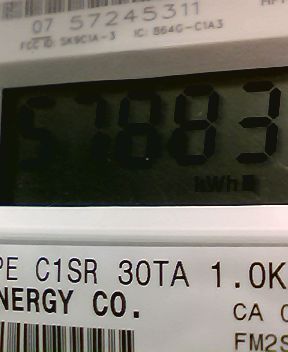 07 57245311
FCC ID: SK9C1A-3 IC: 864G-C1A3
57883
kWh
PE C1SR 30TA 1.0K
NERGY CO.
CA
FM2S